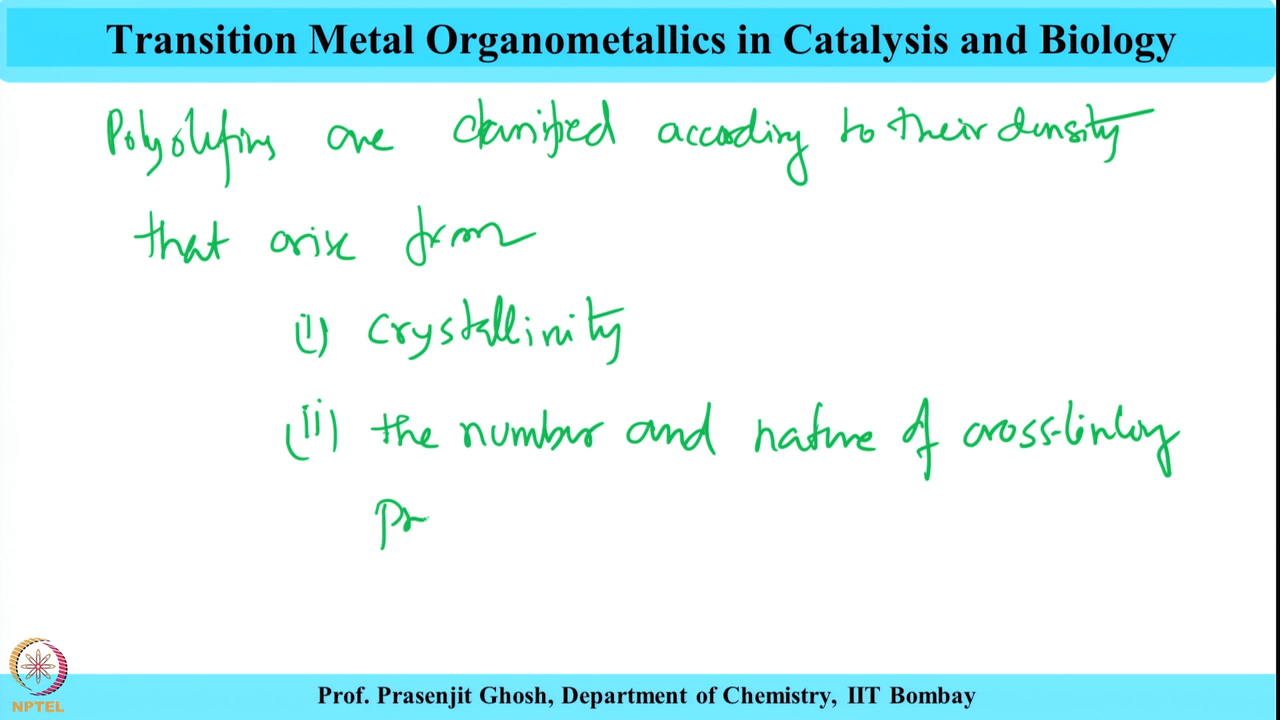 Transition Metal Organometallics in Catalysis and Biology
Polyolefins are classified according to their density
that arise from
(i) crystallinity
(ii) the number and nature of cross-linking
Pr
Prof. Prasenjit Ghosh, Department of Chemistry, IIT Bombay
NPTEL